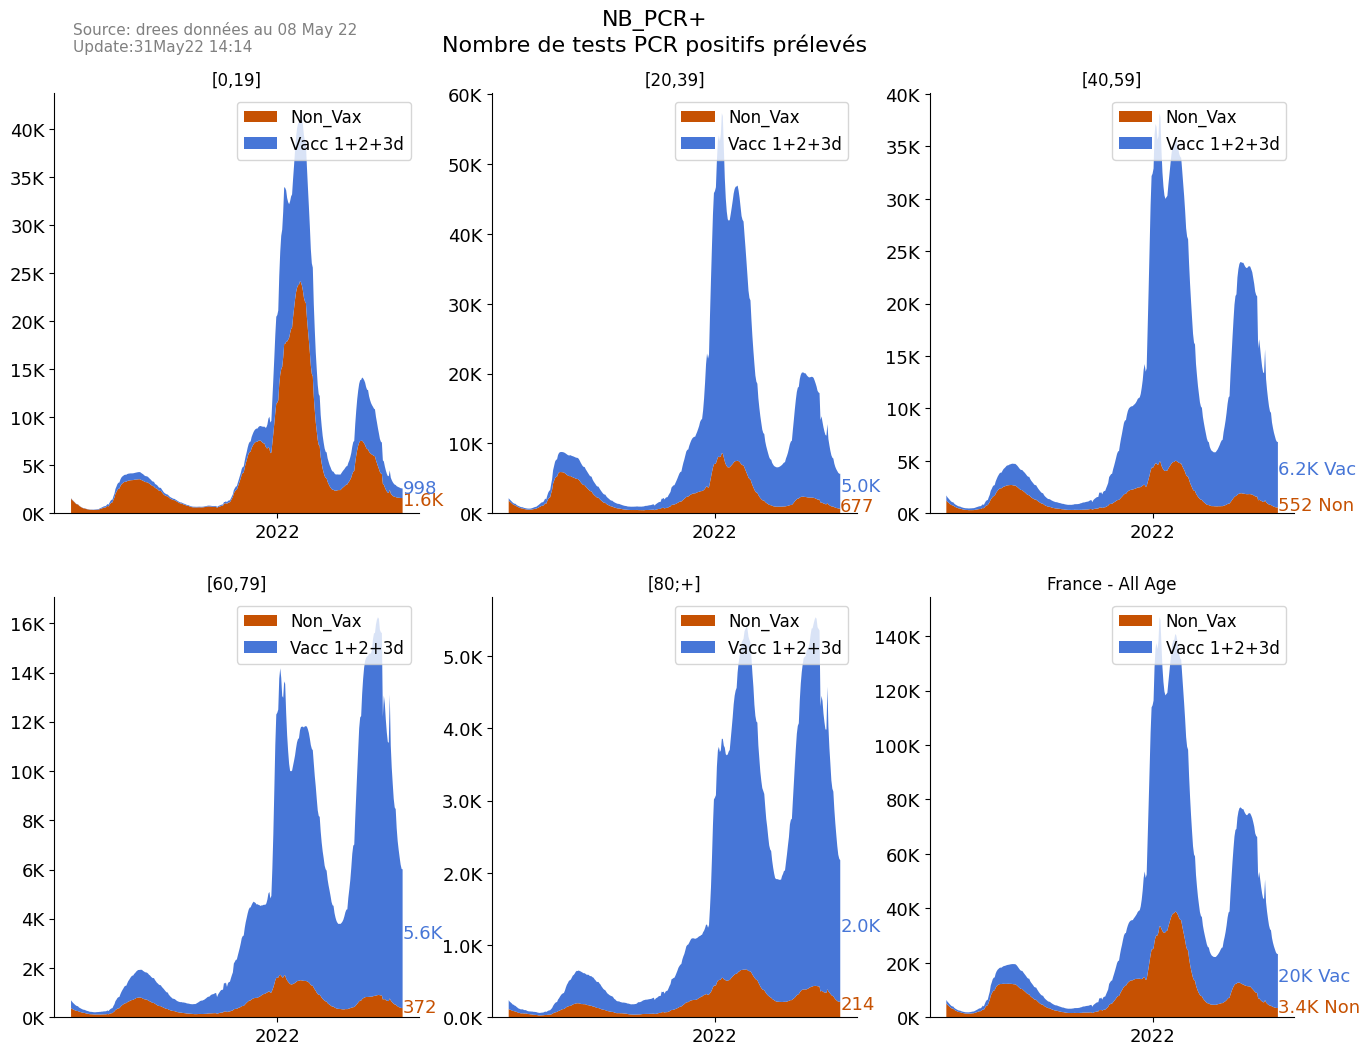 Source: drees données au 08 May 22
Update:31May22 14:14
NB_PCR+
Nombre de tests PCR positifs prélevés
[0,19]
Non_Vax
Vacc 1+2+3d
40K
35K
30K
25K
20K
15K
10K
5K
0K
998
1.6K
2022
[20,39]
Non_Vax
Vacc 1+2+3d
60K
50K
40K
30K
20K
10K
0K
5.0K
677
2022
[40,59]
Non_Vax
Vacc 1+2+3d
40K
35K
30K
25K
20K
15K
10K
5K
0K
6.2K Vac
552 Non
2022
[60,79]
Non_Vax
Vacc 1+2+3d
16K
14K
12K
10K
8K
6K
4K
2K
0K
5.6K
372
2022
[80;+]
Non_Vax
Vacc 1+2+3d
5.0K
4.0K
3.0K
2.0K
1.0K
0.0K
2.0K
214
2022
France - All Age
Non_Vax
Vacc 1+2+3d
140K
120K
100K
80K
60K
40K
20K
0K
20K Vac
3.4K Non
2022